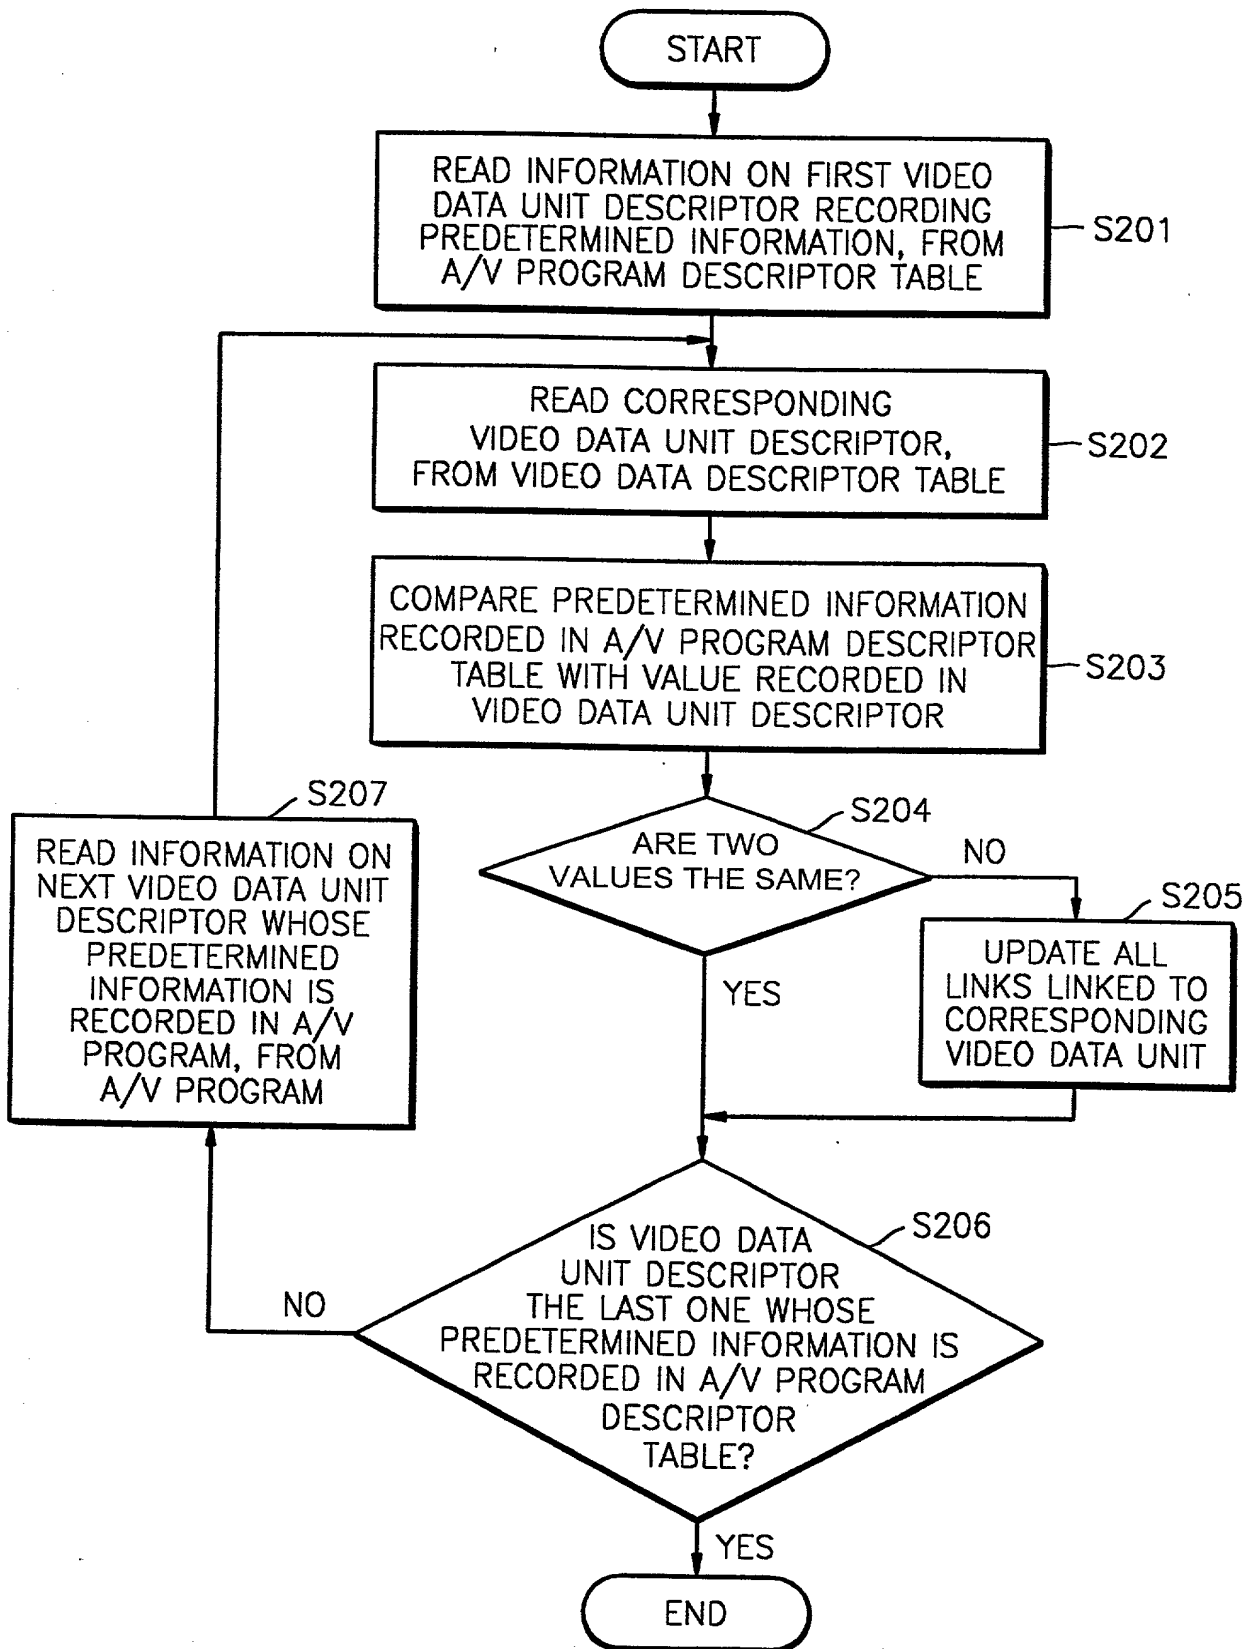 START
READ INFORMATION ON FIRST VIDEO
DATA UNIT DESCRIPTOR RECORDING
PREDETERMINED INFORMATION, FROM
A/V PROGRAM DESCRIPTOR TABLE
S201
READ CORRESPONDING
VIDEO DATA UNIT DESCRIPTOR,
FROM VIDEO DATA DESCRIPTOR TABLE
S202
COMPARE PREDETERMINED INFORMATION
RECORDED IN A/V PROGRAM DESCRIPTOR
TABLE WITH VALUE RECORDED IN
VIDEO DATA UNIT DESCRIPTOR
S203
S204
ARE TWO
VALUES THE SAME?
NO
YES
S205
UPDATE ALL
LINKS LINKED TO
CORRESPONDING
VIDEO DATA UNIT
S207
READ INFORMATION ON
NEXT VIDEO DATA UNIT
DESCRIPTOR WHOSE
PREDETERMINED
INFORMATION IS
RECORDED IN A/V
PROGRAM, FROM
A/V PROGRAM
S206
IS VIDEO DATA
UNIT DESCRIPTOR
THE LAST ONE WHOSE
PREDETERMINED INFORMATION IS
RECORDED IN A/V PROGRAM
DESCRIPTOR
TABLE?
NO
YES
END